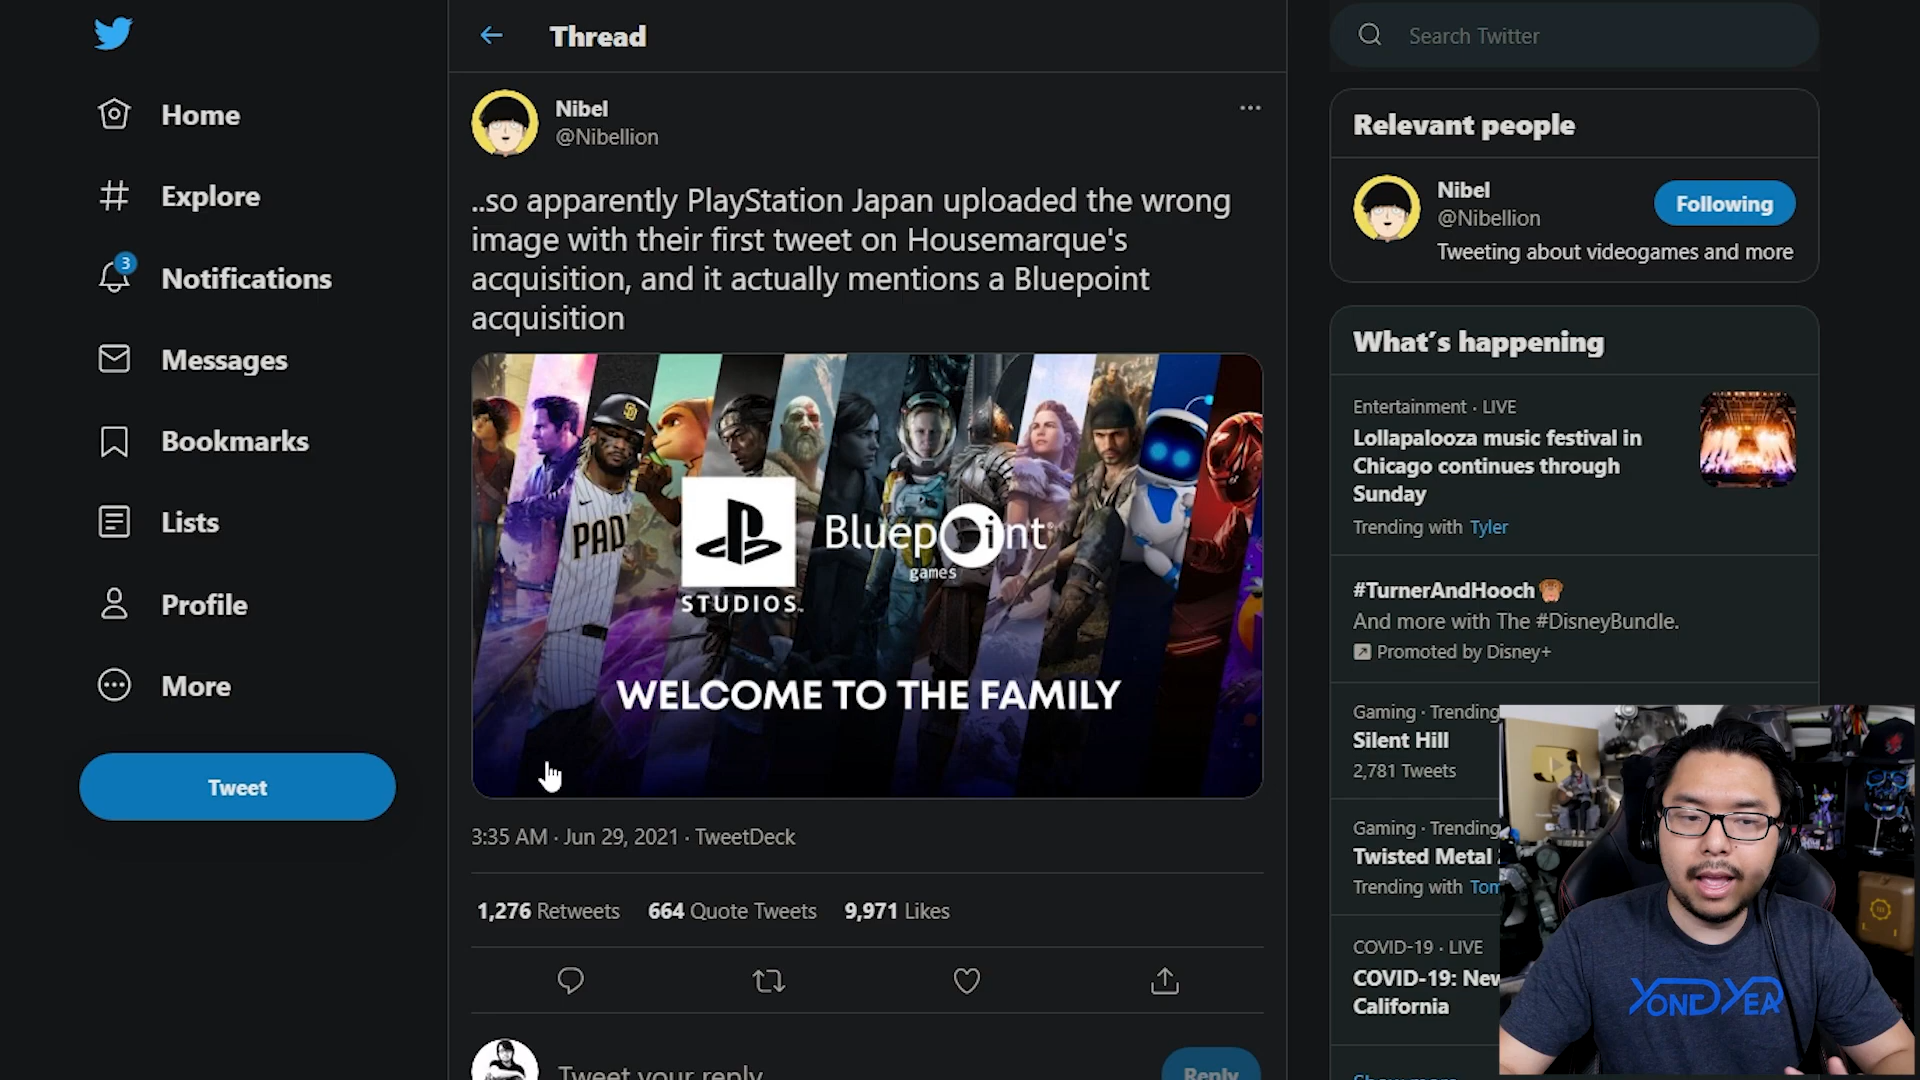 Home
Explore
3
Notifications
Messages
Bookmarks
Lists
Profile
More
Tweet
Thread
Nibel
@Nibellion
..so apparently PlayStation Japan uploaded the wrong
image with their first tweet on Housemarque's
acquisition, and it actually mentions a Bluepoint
acquisition
PAD
STUDIOS
Bluepoint
games
WELCOME TO THE FAMILY
3:35 AM · Jun 29, 2021 · TweetDeck
1,276 Retweets 664 Quote Tweets 9,971 Likes
Tweet your reply
Reply
Search Twitter
Relevant people
Nibel
@Nibellion
Following
Tweeting about videogames and more
What's happening
Entertainment · LIVE
Lollapalooza music festival in
Chicago continues through
Sunday
Trending with Tyler
#TurnerAndHooch
And more with The #DisneyBundle.
Promoted by Disney+
Gaming · Trending
Silent Hill
2,781 Tweets
Gaming · Trending
Twisted Metal
Trending with Tom
COVID-19 · LIVE
COVID-19: New
California
YONGYEA